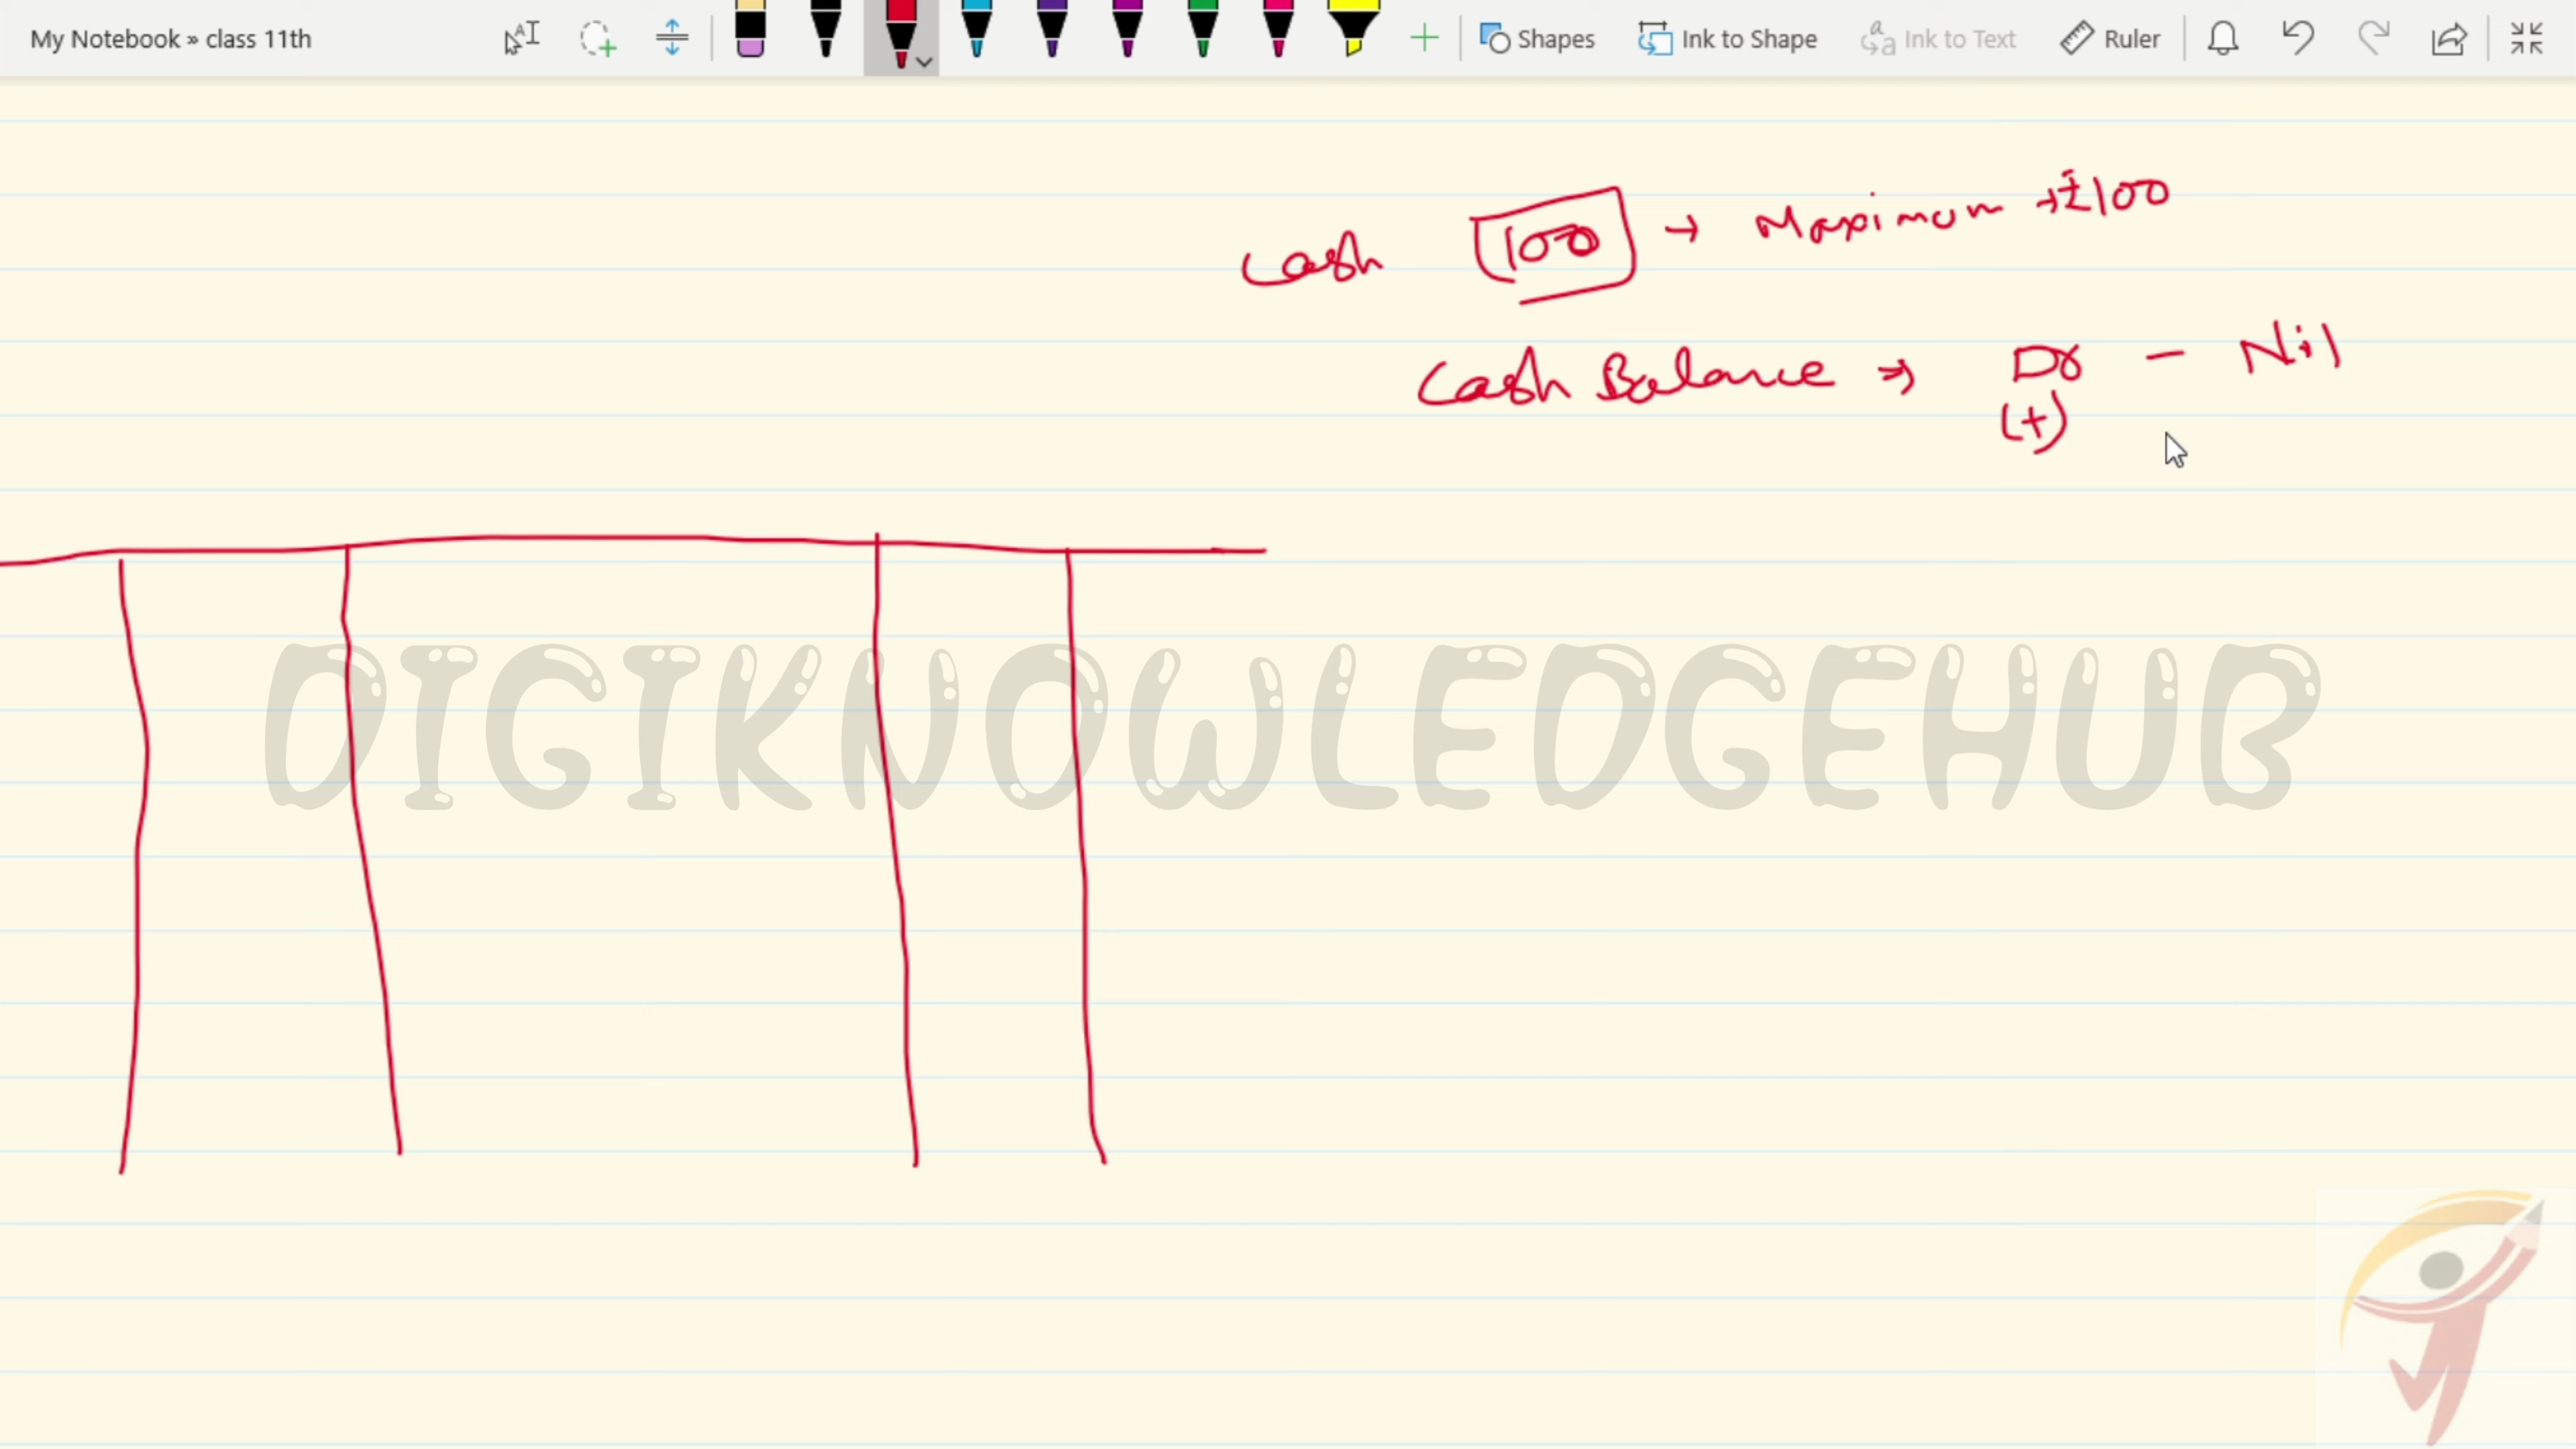 My Notebook » class 11th
Shapes
Ink to Shape
Ink to Text
Ruler
Cash 100 → Maximum → ₹100
Cash Balance → Dr – Nil
(+)
DIGIKNOWLEDGEHUB